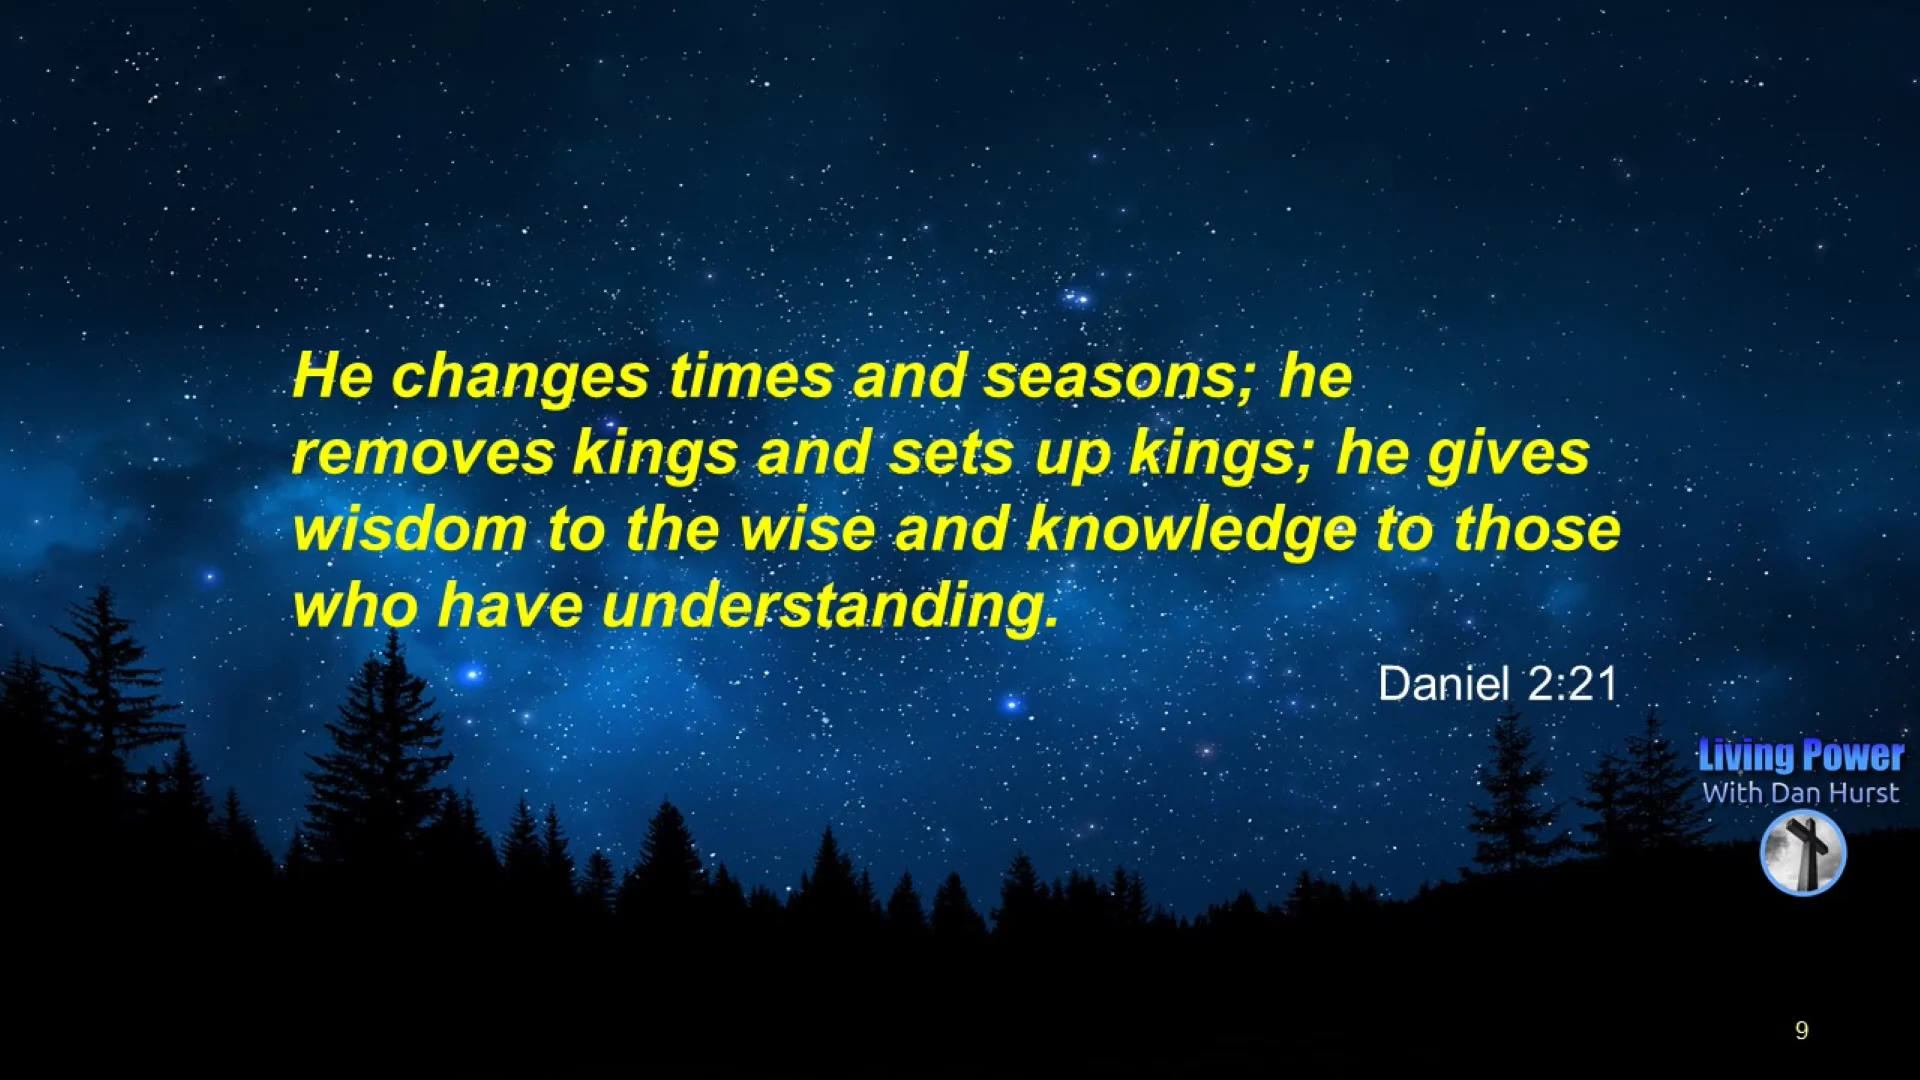 He changes times and seasons; he
removes kings and sets up kings; he gives
wisdom to the wise and knowledge to those
who have understanding.
Daniel 2:21
Living Power
With Dan Hurst
9